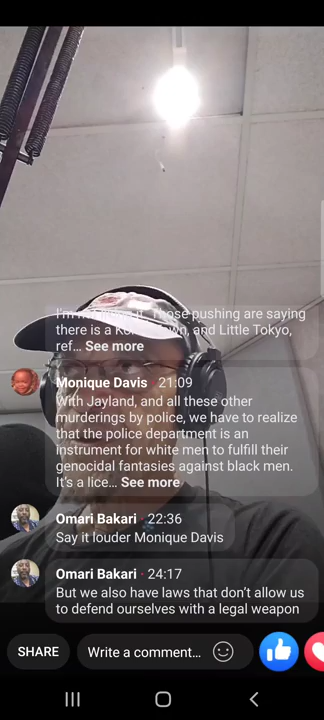 I'm n
Those pushing are saying
there is a
and Little Tokyo,
ref... See more
Monique Davis 21:09
With Jayland, and all these other
murderings by police, we have to realize
that the police department is an
instrument for white men to fulfill their
genocidal fantasies against black men.
It's a lice... See more
Omari Bakari · 22:36
Say it louder Monique Davis
Omari Bakari · 24:17
But we also have laws that don't allow us
to defend ourselves with a legal weapon
SHARE
Write a comment...